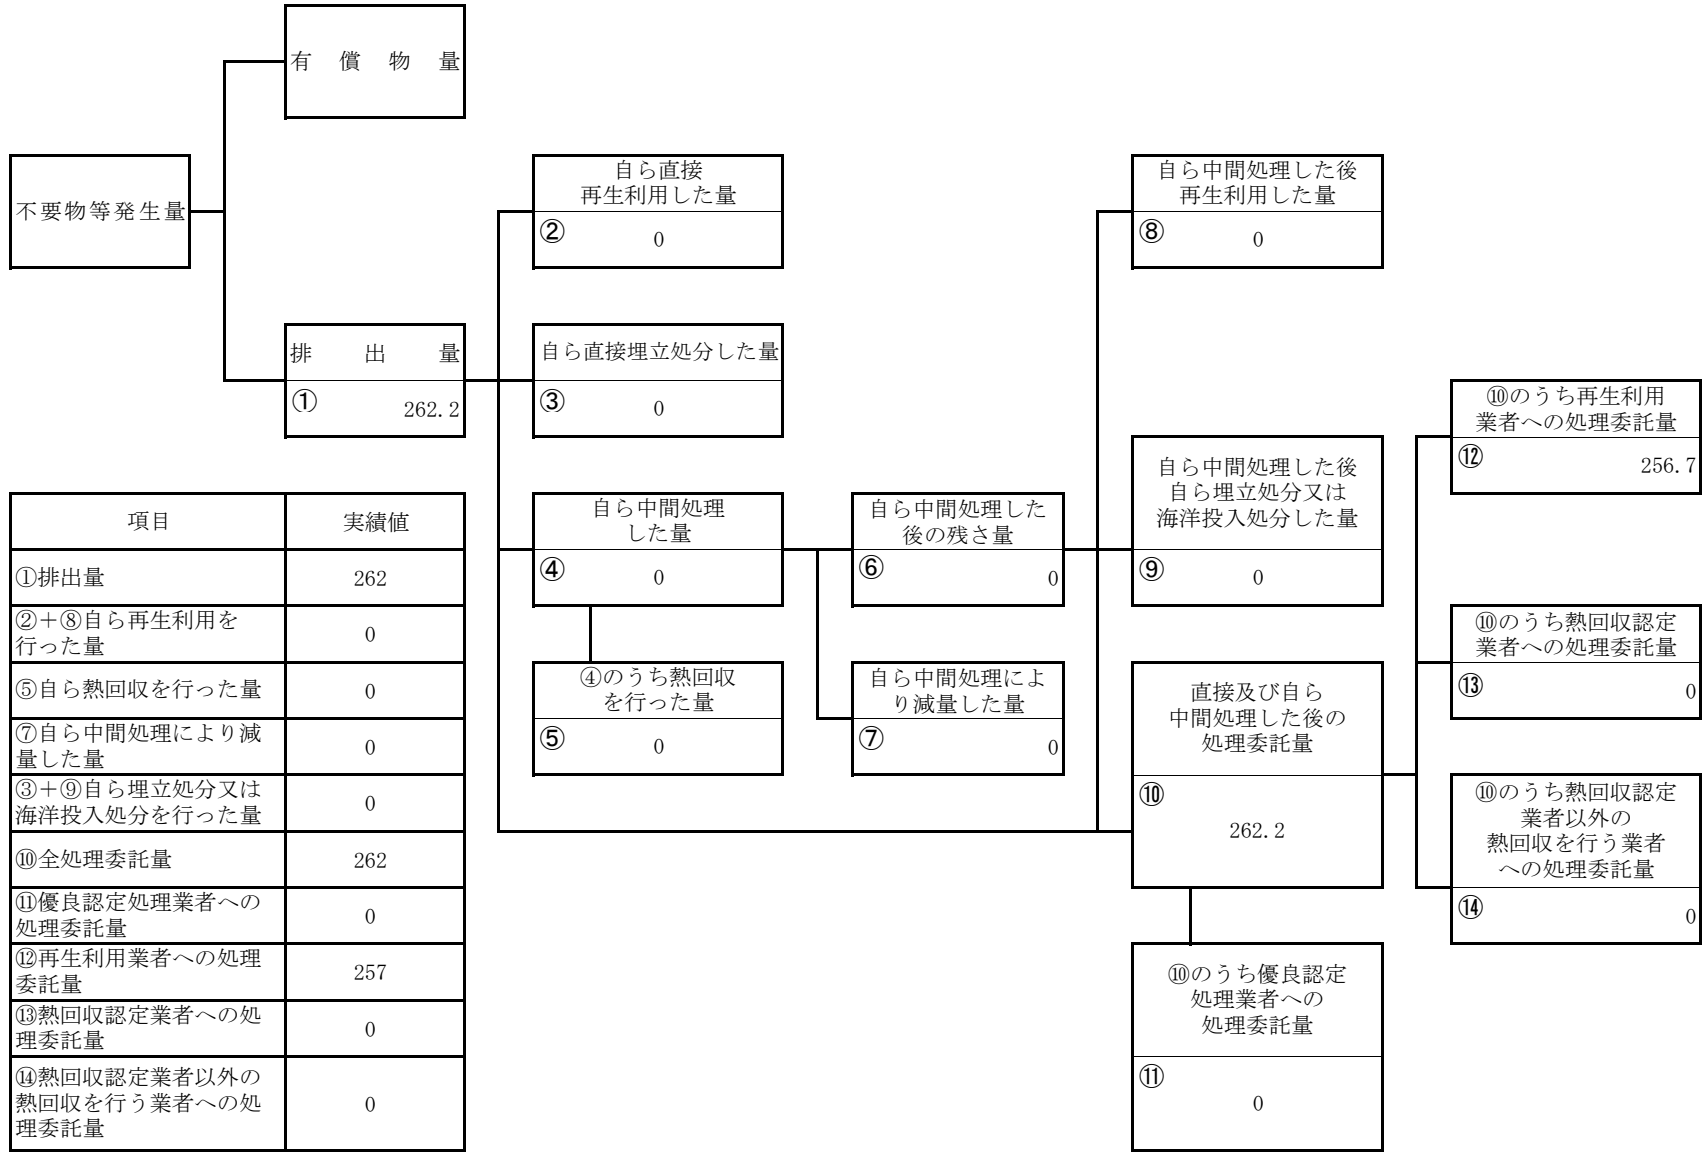 有償物量
不要物等発生量
排出量
①
262.2
自ら直接
再生利用した量
②
0
自ら直接埋立処分した量
③
0
自ら中間処理
した量
④
0
④のうち熱回収
を行った量
⑤
0
自ら中間処理した
後の残さ量
⑥
0
自ら中間処理によ
り減量した量
⑦
0
自ら中間処理した後
再生利用した量
⑧
0
自ら中間処理した後
自ら埋立処分又は
海洋投入処分した量
⑨
0
直接及び自ら
中間処理した後の
処理委託量
⑩
262.2
⑩のうち優良認定
処理業者への
処理委託量
⑪
0
⑩のうち再生利用
業者への処理委託量
⑫
256.7
⑩のうち熱回収認定
業者への処理委託量
⑬
0
⑩のうち熱回収認定
業者以外の
熱回収を行う業者
への処理委託量
⑭
0
項目
実績値
①排出量
262
②＋⑧自ら再生利用を
行った量
0
⑤自ら熱回収を行った量
0
⑦自ら中間処理により減
量した量
0
③＋⑨自ら埋立処分又は
海洋投入処分を行った量
0
⑩全処理委託量
262
⑪優良認定処理業者への
処理委託量
0
⑫再生利用業者への処理
委託量
257
⑬熱回収認定業者への処
理委託量
0
⑭熱回収認定業者以外の
熱回収を行う業者への処
理委託量
0